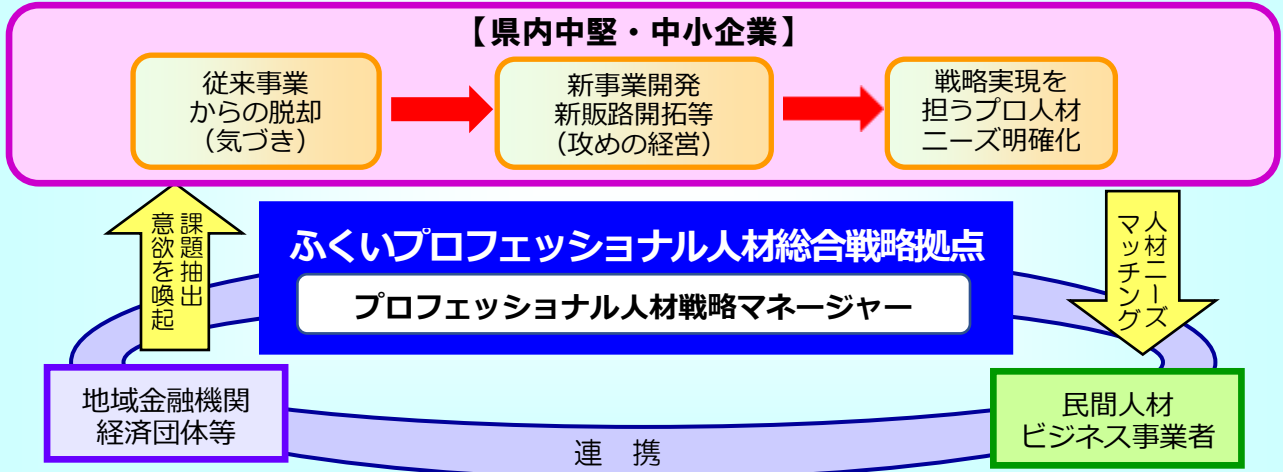 【県内中堅・中小企業】
従来事業
からの脱却
（気づき）
新事業開発
新販路開拓等
（攻めの経営）
戦略実現を
担うプロ人材
ニーズ明確化
課題抽出
意欲を喚起
ふくいプロフェッショナル人材総合戦略拠点
プロフェッショナル人材戦略マネージャー
人材ニーズ
マッチング
地域金融機関
経済団体等
民間人材
ビジネス事業者
連　携